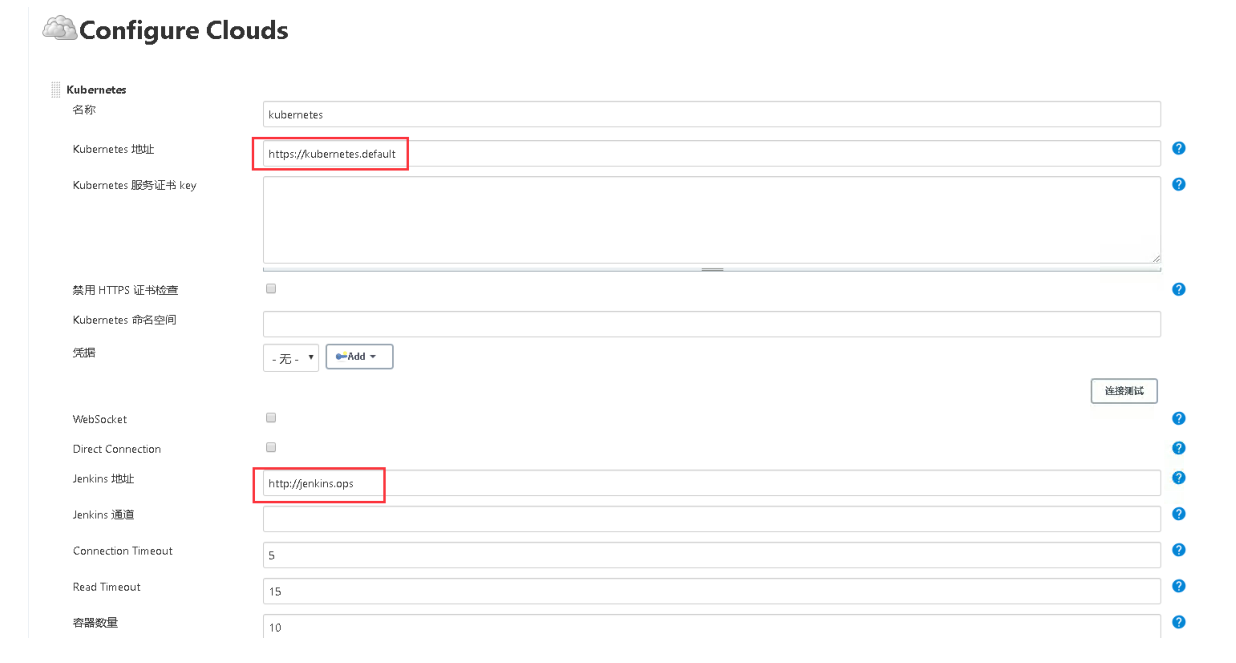 Configure Clouds
Kubernetes
名称
kubernetes
Kubernetes 地址
https://kubernetes.default
Kubernetes 服务证书 key
禁用 HTTPS 证书检查
Kubernetes 命名空间
凭据
- 无 -
Add
连接测试
WebSocket
Direct Connection
Jenkins 地址
http://jenkins.ops
Jenkins 通道
Connection Timeout
5
Read Timeout
15
容器数量
10